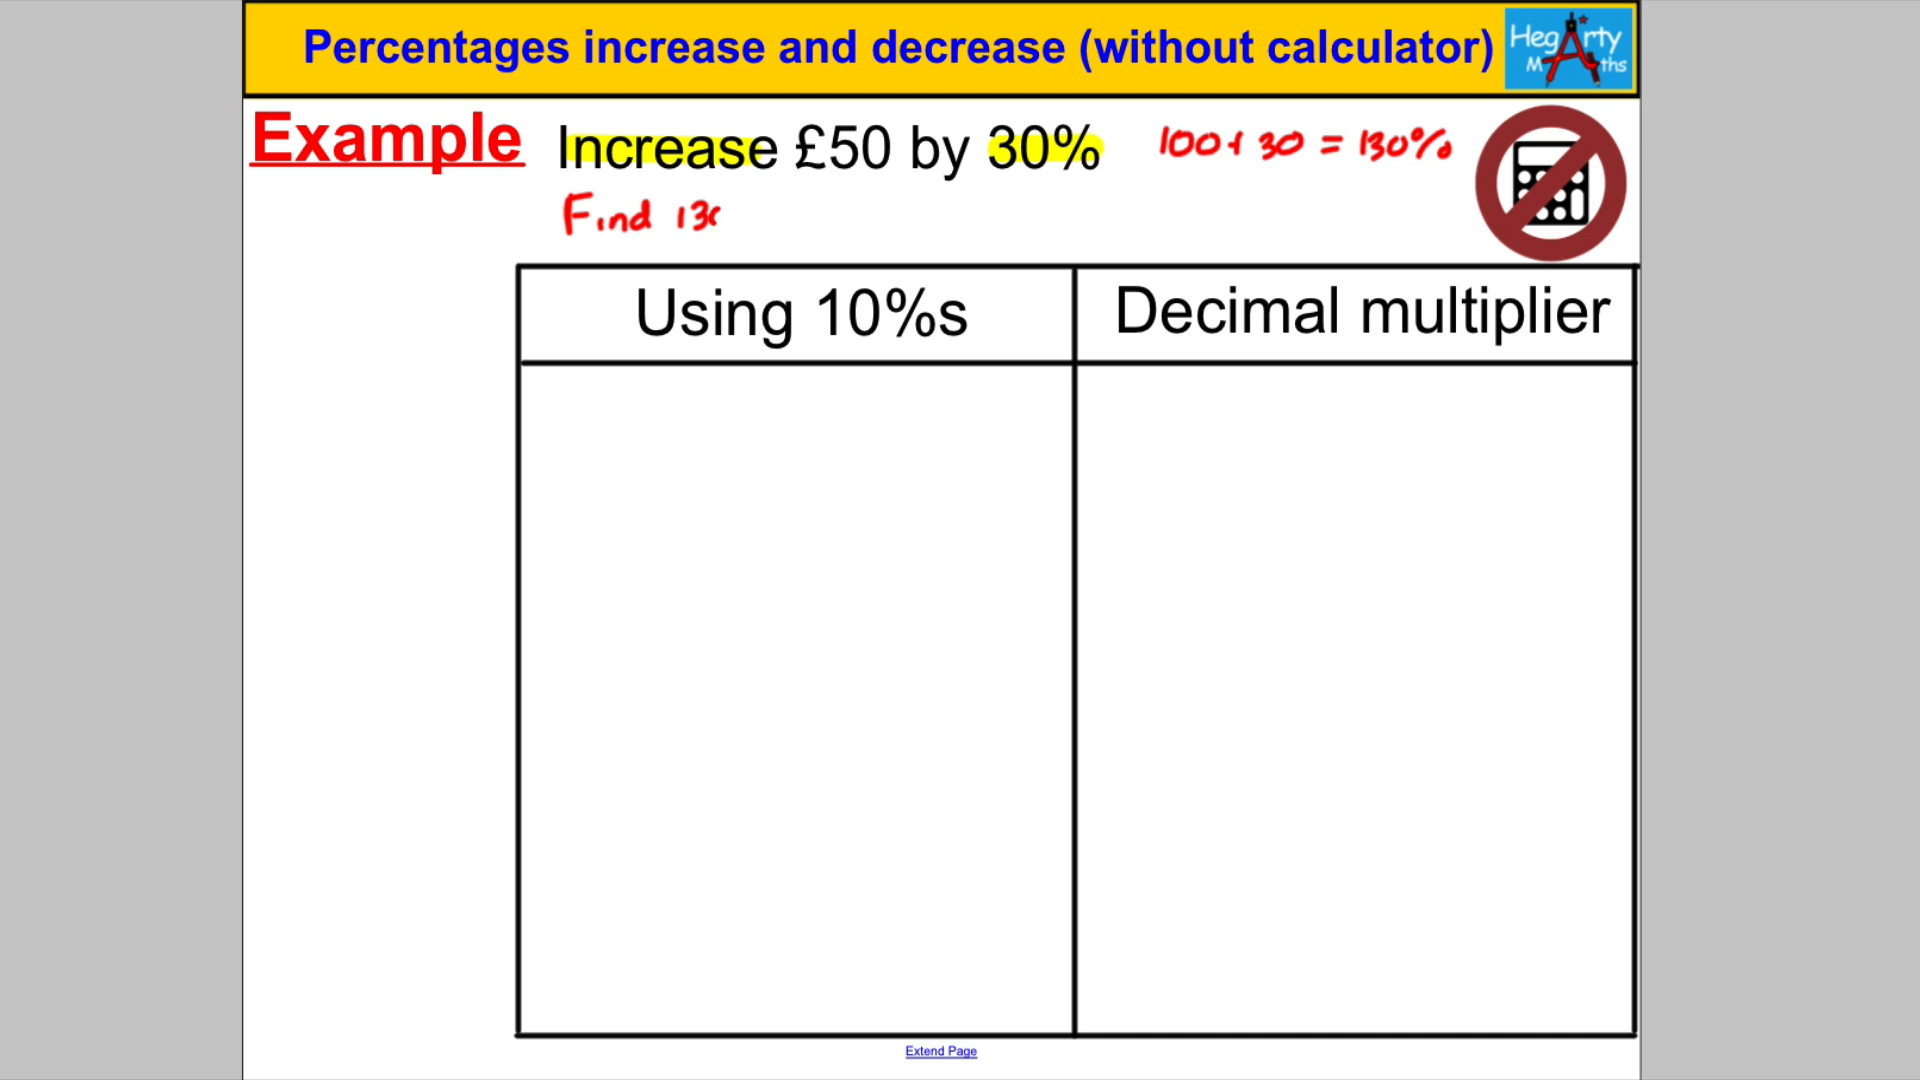 Percentages increase and decrease (without calculator)
Hegarty
Maths
Example Increase £50 by 30% 100+ 30 = 130%
Find 130
Using 10%s Decimal multiplier
Extend Page